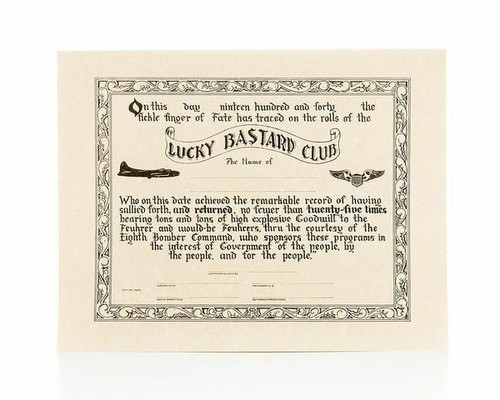 On this day nineteen hundred and forty the
fickle finger of Fate has traced on the rolls of the
LUCKY BASTARD CLUB
The Name of
Who on this date achieved the remarkable record of having
sallied forth, and returned, no fewer than twenty-five times
bearing tons and tons of high explosive Goodwill to the
Feuhrer and would-be Feuhrers, thru the courtesy of the
Eighth Bomber Command, who sponsors these programs in
the interest of Government of the people, by
the people, and for the people."